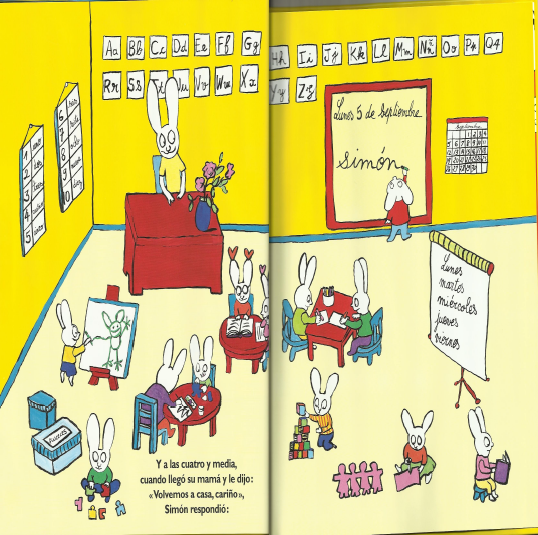 Aa Bb Cc Dd Ee Ff Gg
Hh Ii Jj Kk Ll Mm Nñ Oo Pp Qq
Rr Ss Tt Uu Vv Ww Xx
Yy Zz
Lunes 5 de Septiembre
Simón
Septiembre
1 uno
2 dos
3 tres
4 cuatro
5 cinco
6 seis
7 siete
8 ocho
9 nueve
10 diez
Lunes
martes
miércoles
jueves
viernes
Y a las cuatro y media,
cuando llegó su mamá y le dijo:
«Volvemos a casa, cariño»,
Simón respondió: